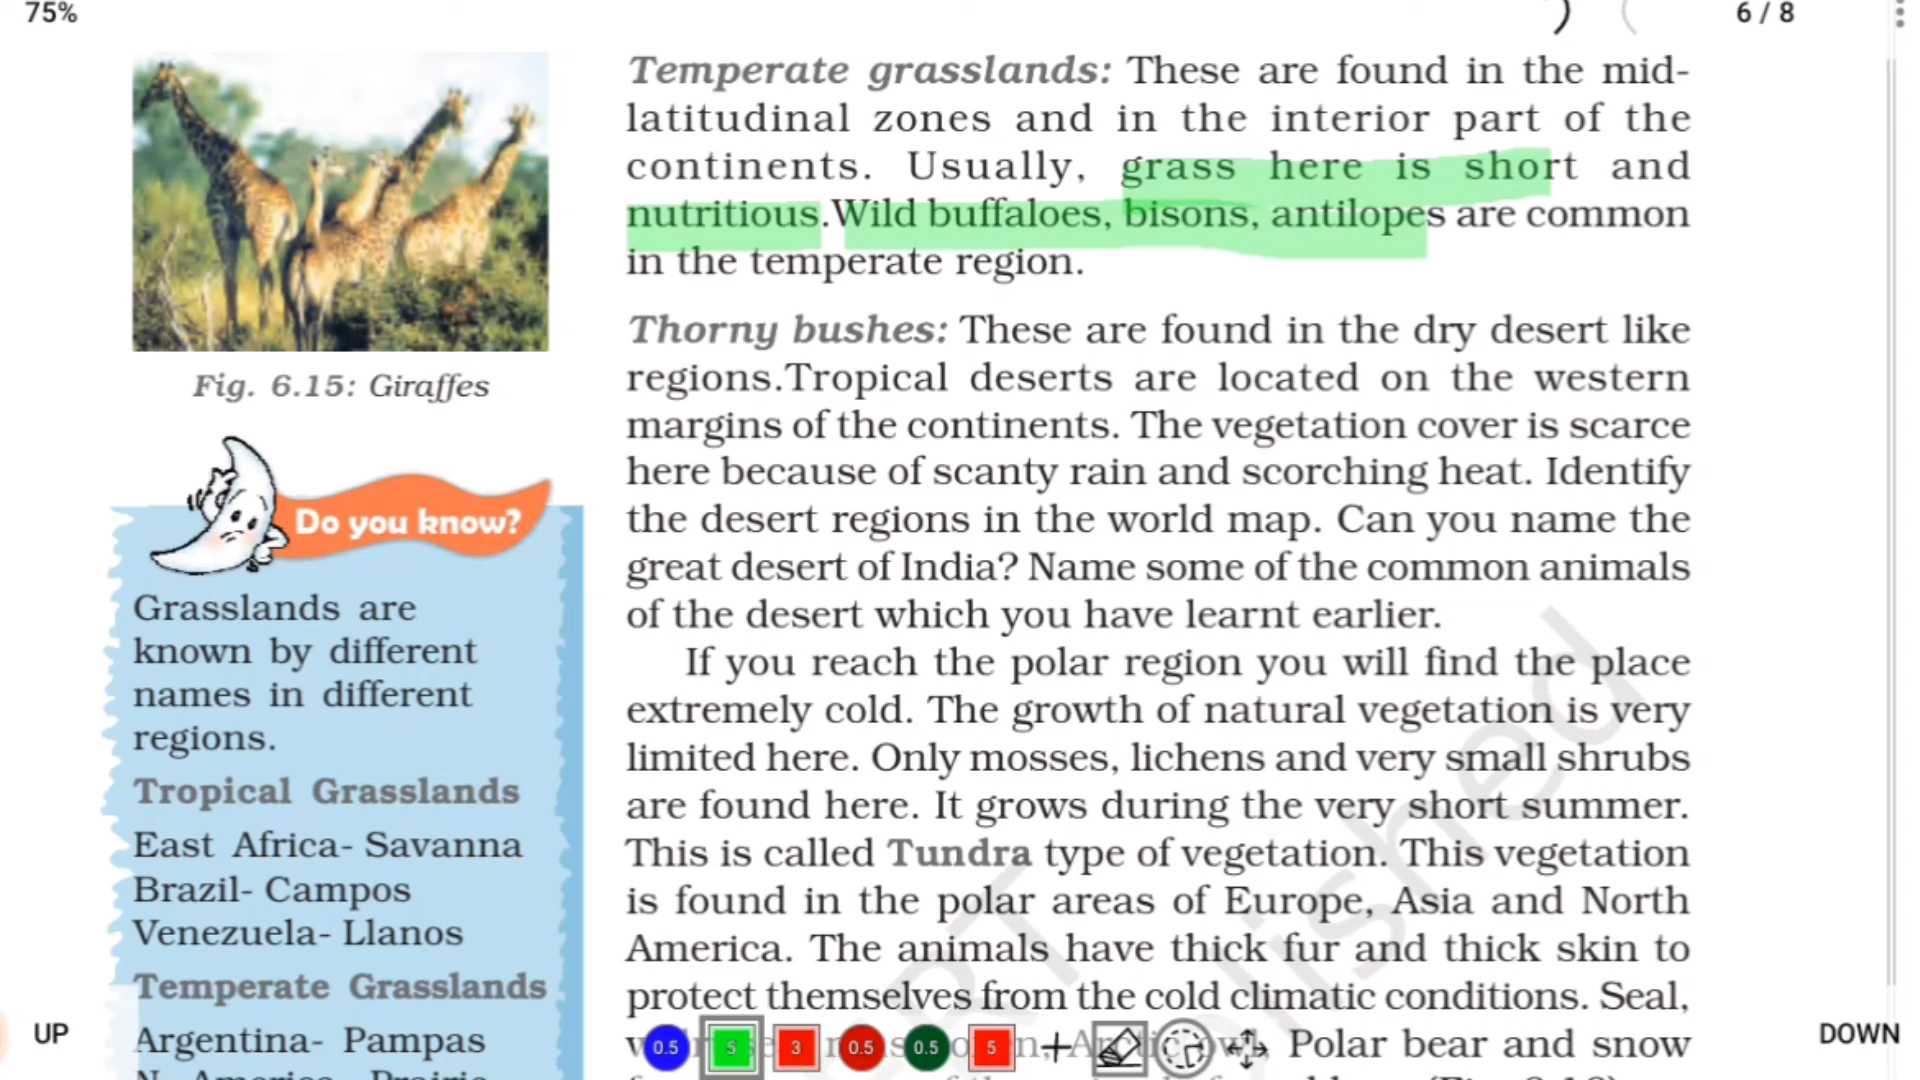 75%
6 / 8
Temperate grasslands: These are found in the mid-
latitudinal zones and in the interior part of the
continents. Usually, grass here is short and
nutritious.Wild buffaloes, bisons, antilopes are common
in the temperate region.
Thorny bushes: These are found in the dry desert like
regions.Tropical deserts are located on the western
margins of the continents. The vegetation cover is scarce
here because of scanty rain and scorching heat. Identify
the desert regions in the world map. Can you name the
great desert of India? Name some of the common animals
of the desert which you have learnt earlier.
If you reach the polar region you will find the place
extremely cold. The growth of natural vegetation is very
limited here. Only mosses, lichens and very small shrubs
are found here. It grows during the very short summer.
This is called Tundra type of vegetation. This vegetation
is found in the polar areas of Europe, Asia and North
America. The animals have thick fur and thick skin to
protect themselves from the cold climatic conditions. Seal,
Polar bear and snow
Fig. 6.15: Giraffes
Do you know?
Grasslands are
known by different
names in different
regions.
Tropical Grasslands
East Africa- Savanna
Brazil- Campos
Venezuela- Llanos
Temperate Grasslands
Argentina- Pampas
N. America- Prairie
UP
0.5 5 3 0.5 0.5 5
DOWN